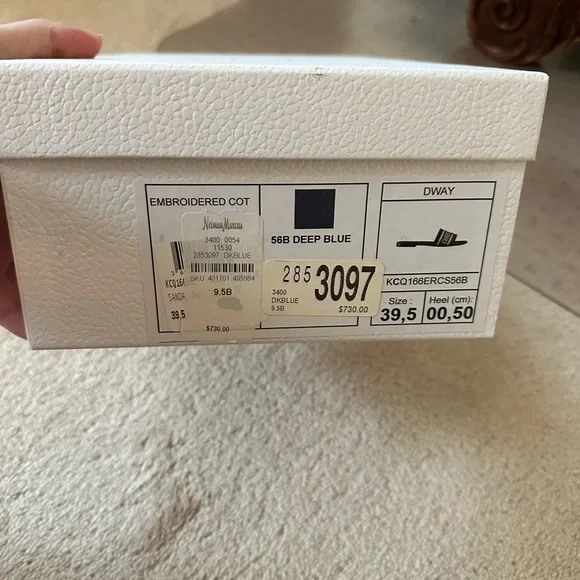 EMBROIDERED COT
Neiman Marcus
3400 0054
11530
2853097 DKBLUE
SKU 401101 495984
9.5B
$730.00
KCQ166
SANDA
39,5
56B DEEP BLUE
285 3097
3400
DKBLUE
9.5B
$730.00
DWAY
KCQ166ERCS56B
Size :
39,5
Heel (cm):
00,50